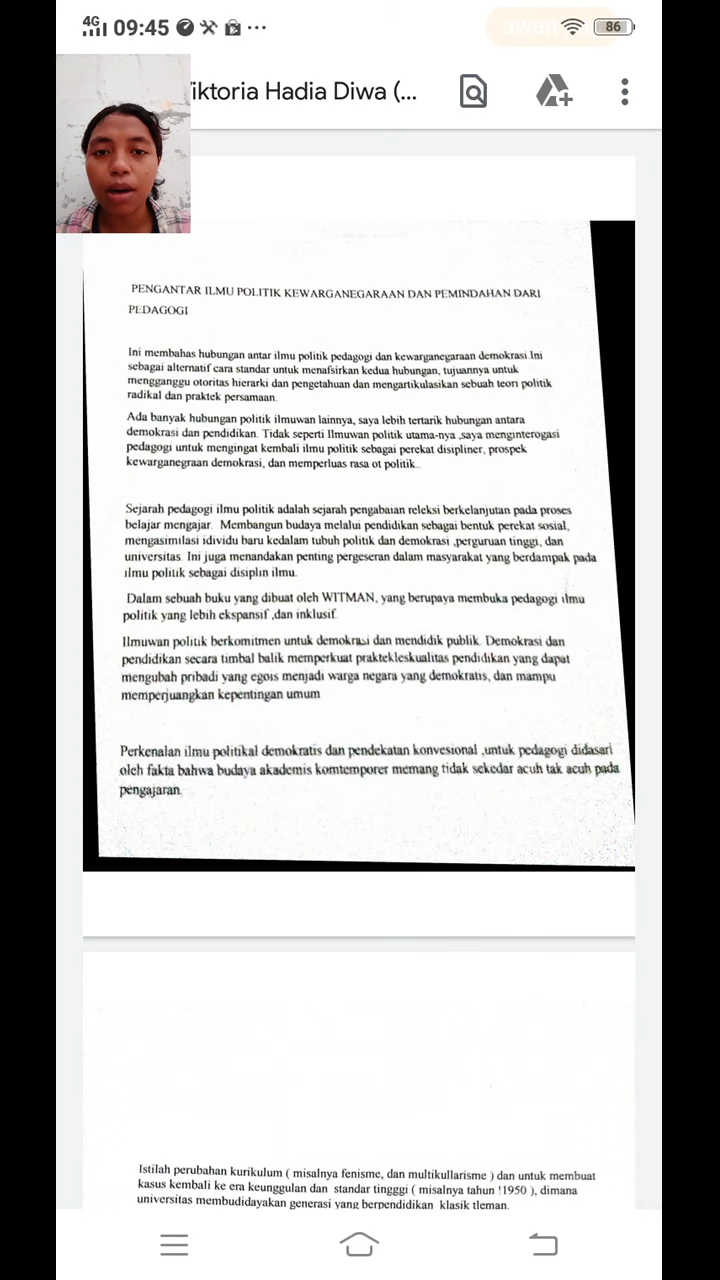 4G 09:45 86
iktoria Hadia Diwa (...
PENGANTAR ILMU POLITIK KEWARGANEGARAAN DAN PEMINDAHAN DARI
PEDAGOGI
Ini membahas hubungan antar ilmu politik pedagogi dan kewarganegaraan demokrasi.Ini
sebagai alternatif cara standar untuk menafsirkan kedua hubungan, tujuannya untuk
mengganggu otoritas hierarki dan pengetahuan dan mengartikulasikan sebuah teori politik
radikal dan praktek persamaan.
Ada banyak hubungan politik ilmuwan lainnya, saya lebih tertarik hubungan antara
demokrasi dan pendidikan. Tidak seperti Ilmuwan politik utama-nya ,saya menginterogasi
pedagogi untuk mengingat kembali ilmu politik sebagai perekat disipliner, prospek
kewarganegraan demokrasi, dan memperluas rasa ot politik..
Sejarah pedagogi ilmu politik adalah sejarah pengabaian releksi berkelanjutan pada proses
belajar mengajar. Membangun budaya melalui pendidikan sebagai bentuk perekat sosial,
mengasimilasi idividu baru kedalam tubuh politik dan demokrasi ,perguruan tinggi, dan
universitas. Ini juga menandakan penting pergeseran dalam masyarakat yang berdampak pada
ilmu politik sebagai disiplin ilmu.
Dalam sebuah buku yang dibuat oleh WITMAN, yang berupaya membuka pedagogi ilmu
politik yang lebih ekspansif ,dan inklusif.
Ilmuwan politik berkomitmen untuk demokrasi dan mendidik publik. Demokrasi dan
pendidikan secara timbal balik memperkuat praktekleskualitas pendidikan yang dapat
mengubah pribadi yang egois menjadi warga negara yang demokratis, dan mampu
memperjuangkan kepentingan umum
Perkenalan ilmu politikal demokratis dan pendekatan konvesional ,untuk pedagogi didasari
oleh fakta bahwa budaya akademis komtemporer memang tidak sekedar acuh tak acuh pada
pengajaran.
Istilah perubahan kurikulum ( misalnya fenisme, dan multikullarisme ) dan untuk membuat
kasus kembali ke era keunggulan dan standar tingggi ( misalnya tahun !1950 ), dimana
universitas membudidayakan generasi yang berpendidikan klasik tleman.